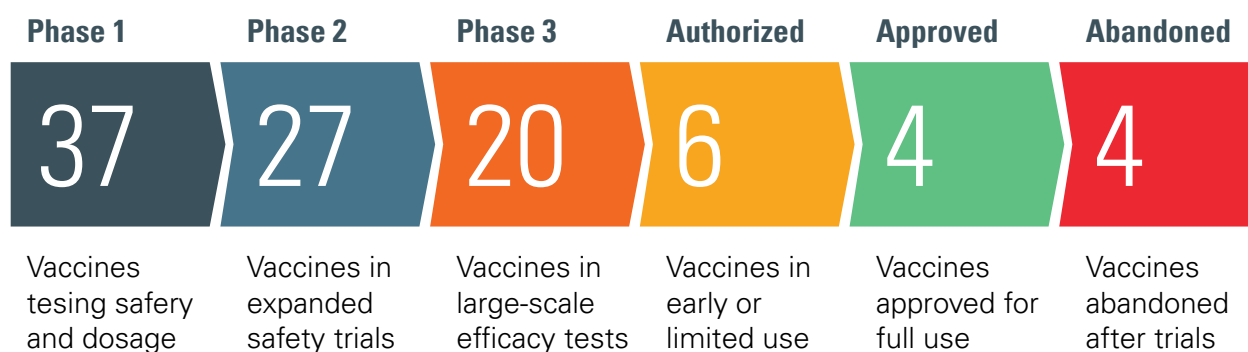 Phase 1 Phase 2 Phase 3 Authorized Approved Abandoned
37 27 20 6 4 4
Vaccines Vaccines in Vaccines in Vaccines in Vaccines Vaccines
tesing safery expanded large-scale early or approved for abandoned
and dosage safety trials efficacy tests limited use full use after trials